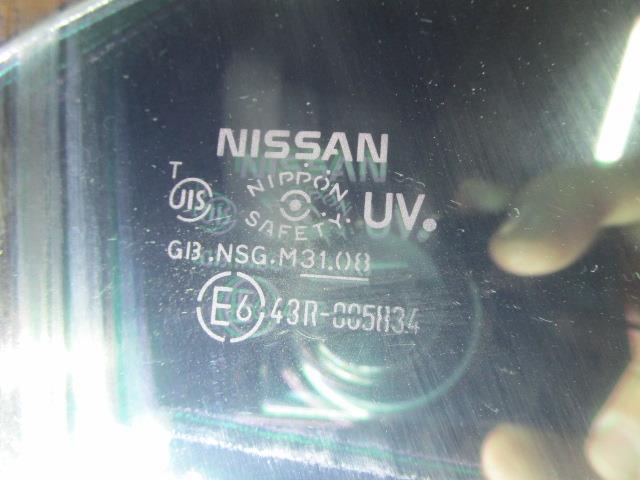 NISSAN
T
JIS NIPPON SAFETY UV.
GB.NSG.M31.08
E6 43R-005834